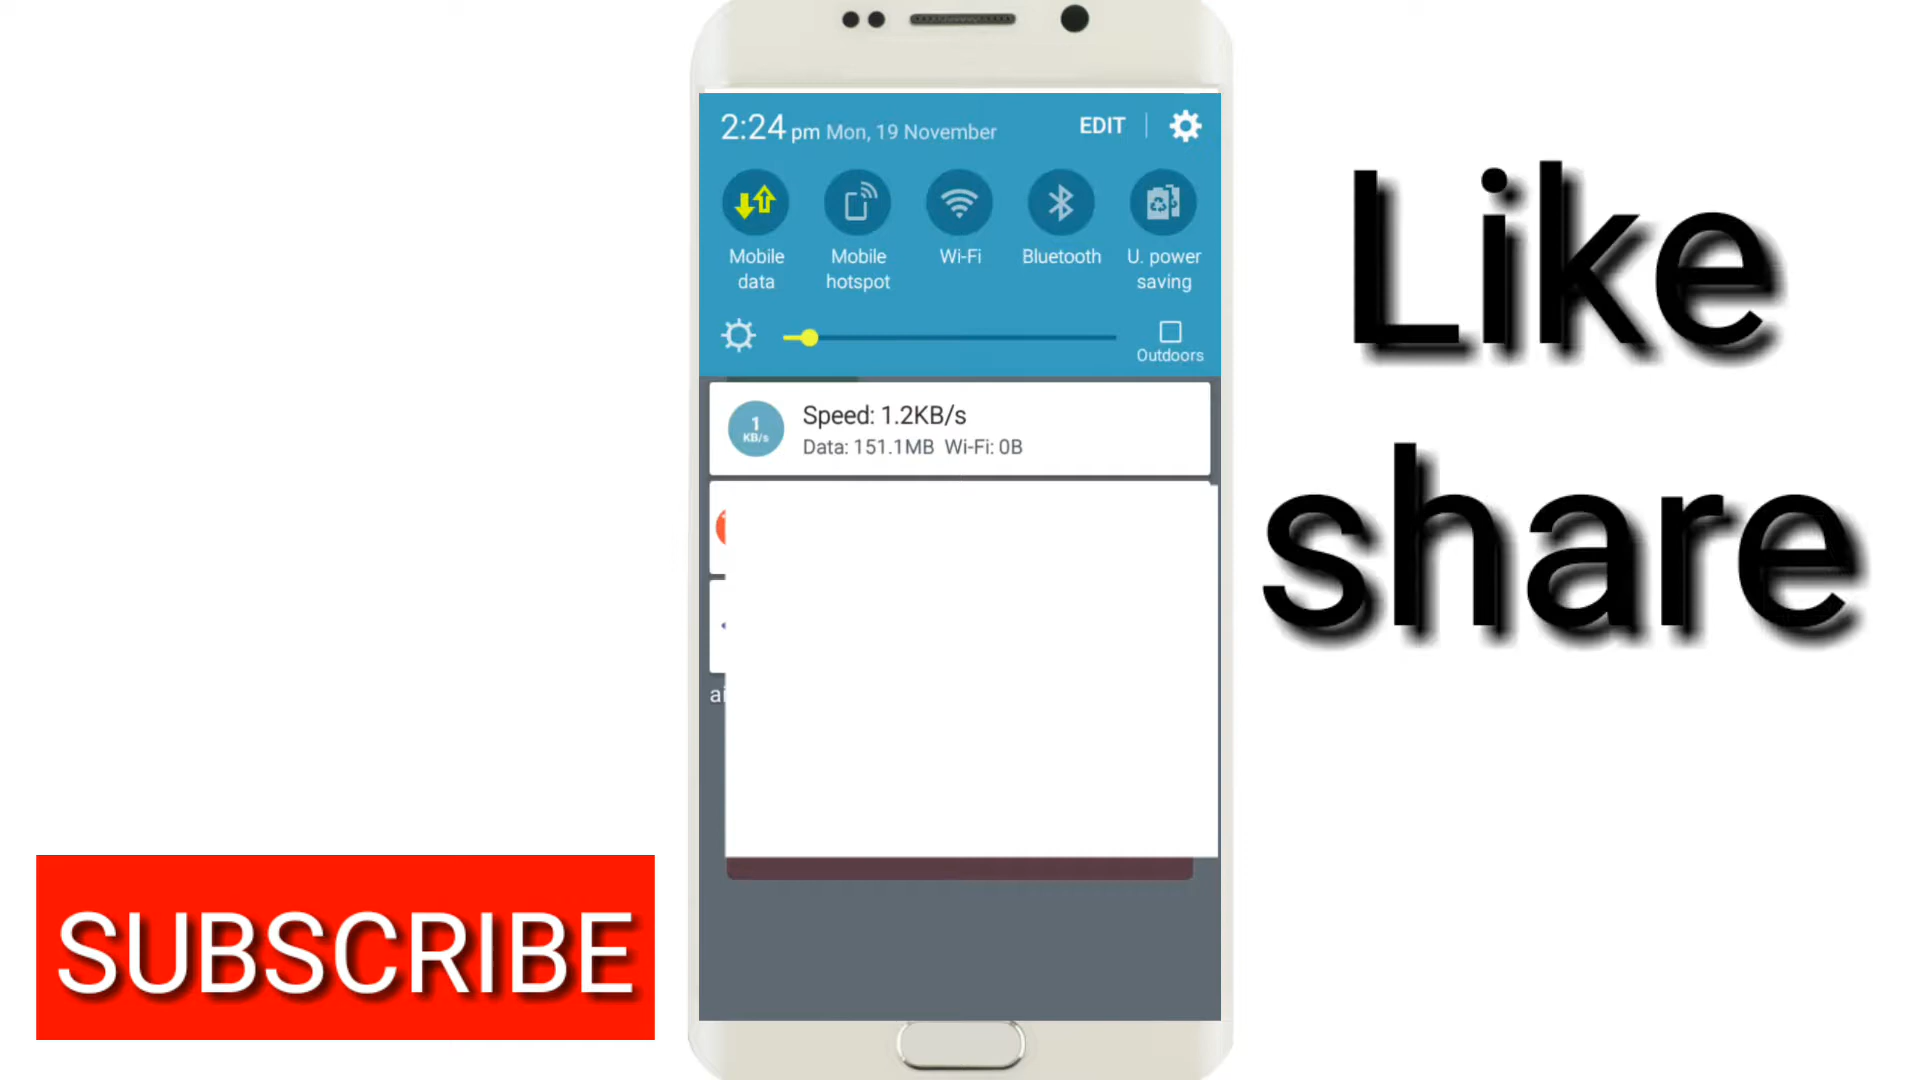 2:24 pm Mon, 19 November EDIT
Mobile data
Mobile hotspot
Wi-Fi
Bluetooth
U. power saving
Outdoors
1 KB/s
Speed: 1.2KB/s
Data: 151.1MB Wi-Fi: 0B
Like
share
SUBSCRIBE